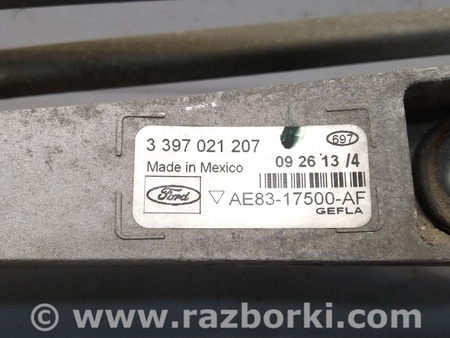 3 397 021 207
697
Made in Mexico
09 26 13 /4
Ford
▽ AE83-17500-AF
GEFLA
© www.razborki.com